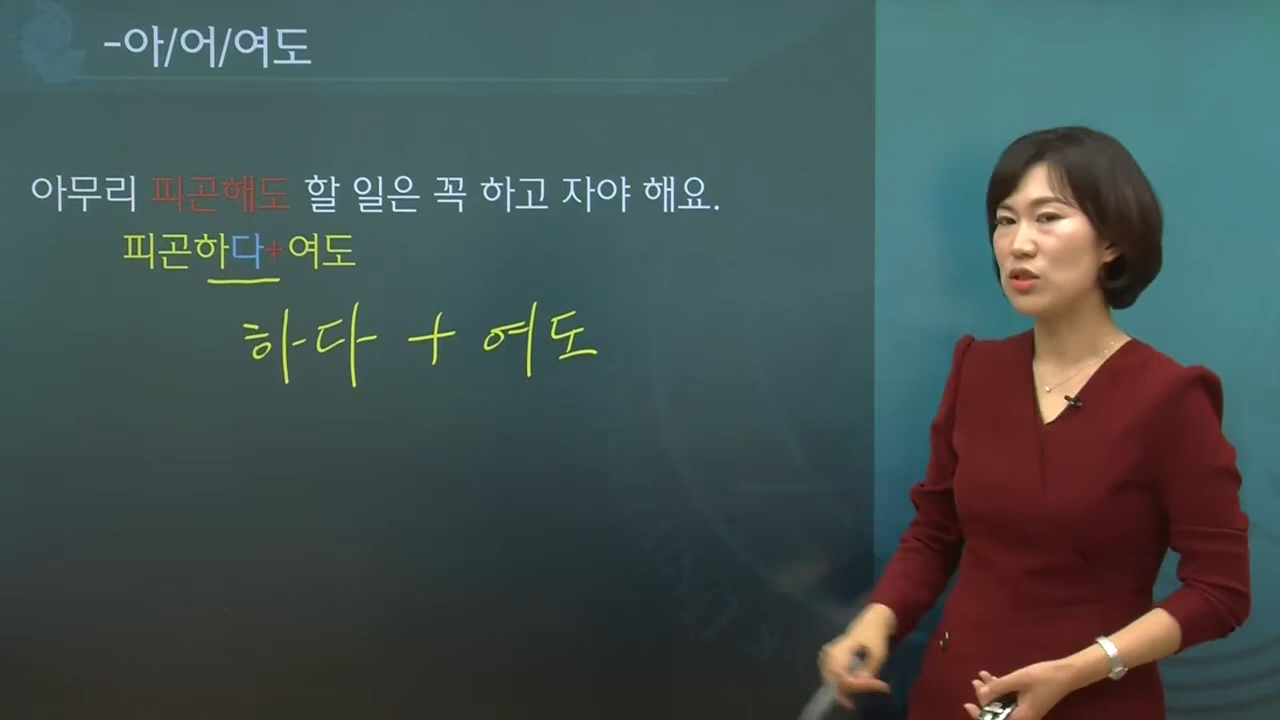 -아/어/여도
아무리 피곤해도 할 일은 꼭 하고 자야 해요.
피곤하다+여도
하다 + 여도